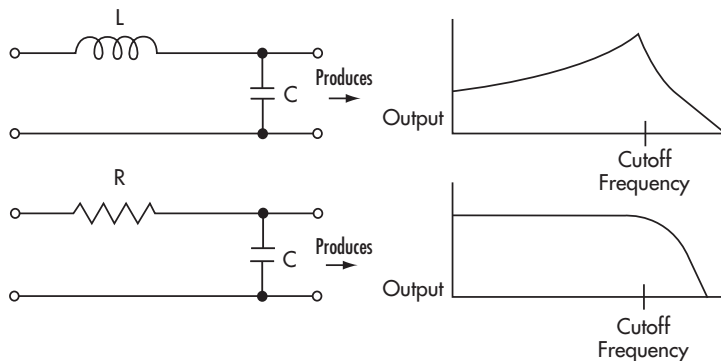 L
C
Produces
Output
Cutoff
Frequency
R
C
Produces
Output
Cutoff
Frequency